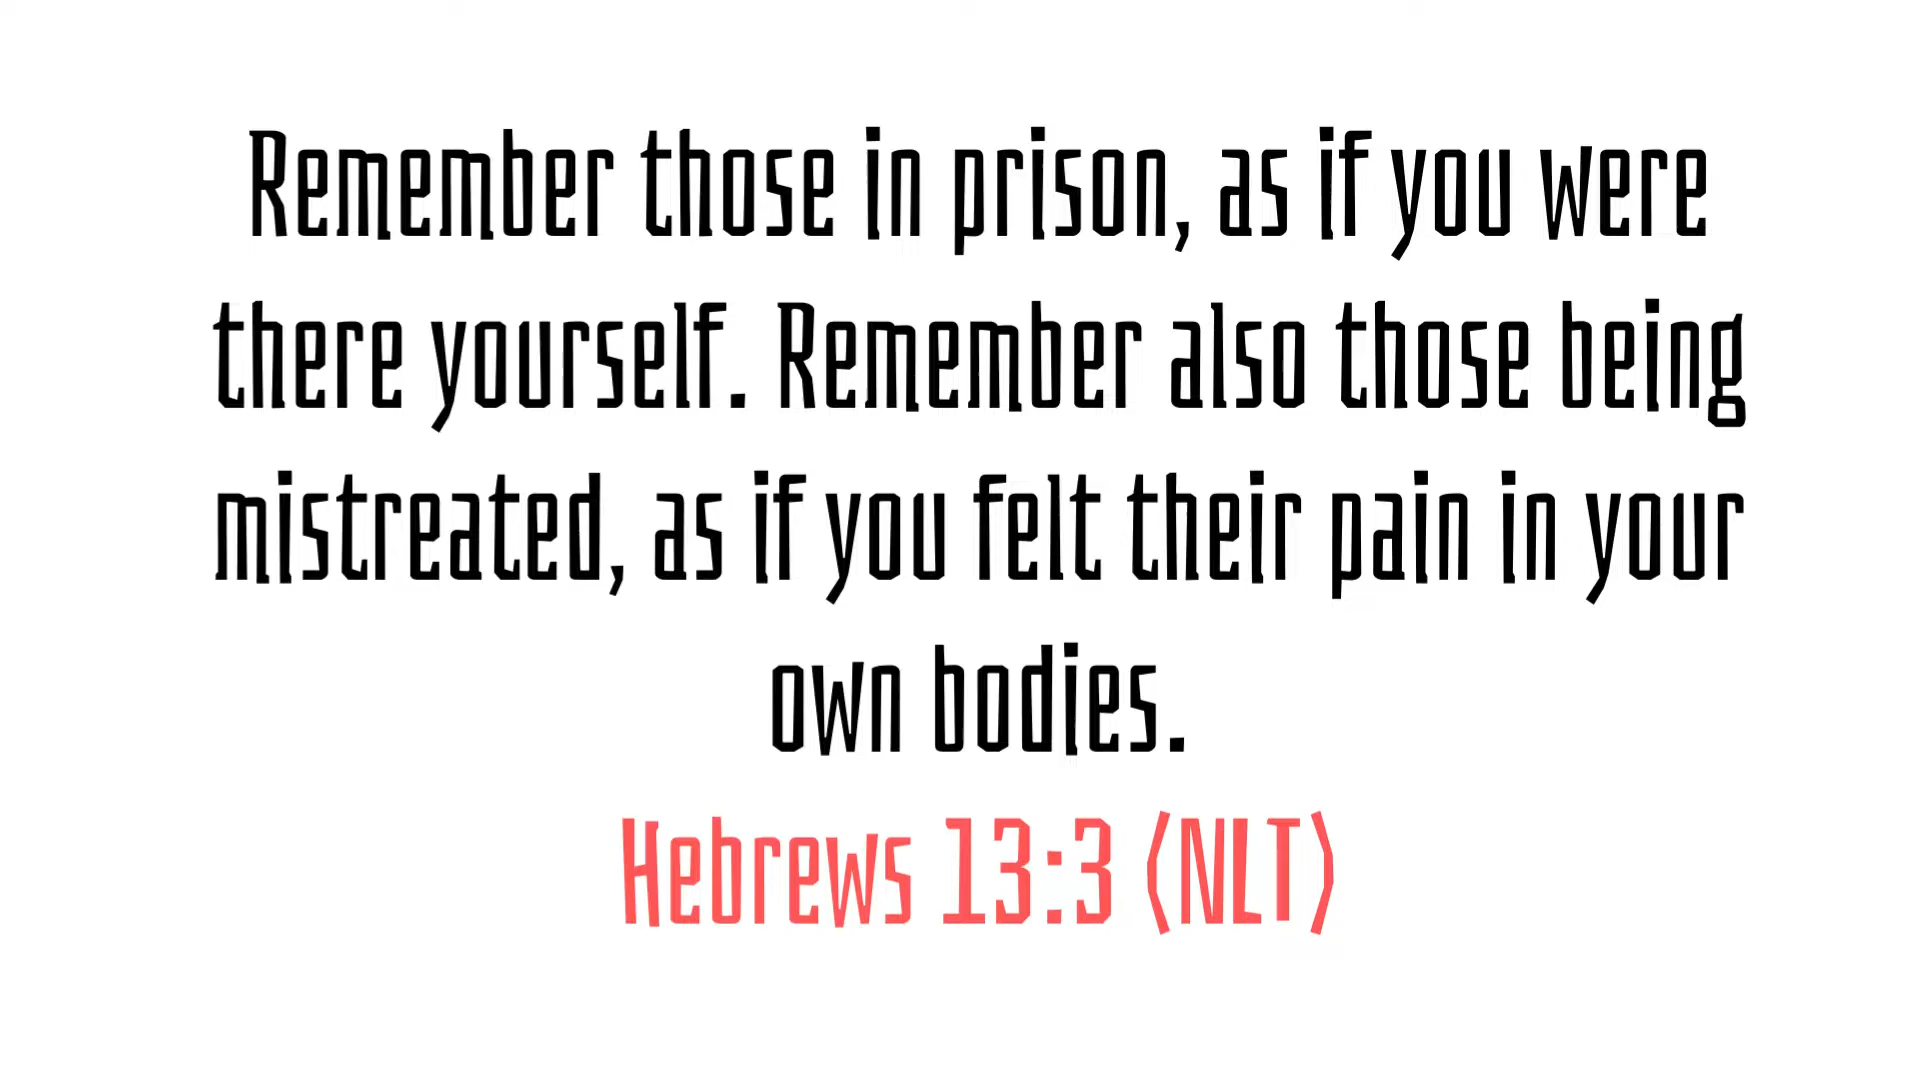 Remember those in prison, as if you were
there yourself. Remember also those being
mistreated, as if you felt their pain in your
own bodies.
Hebrews 13:3 (NLT)